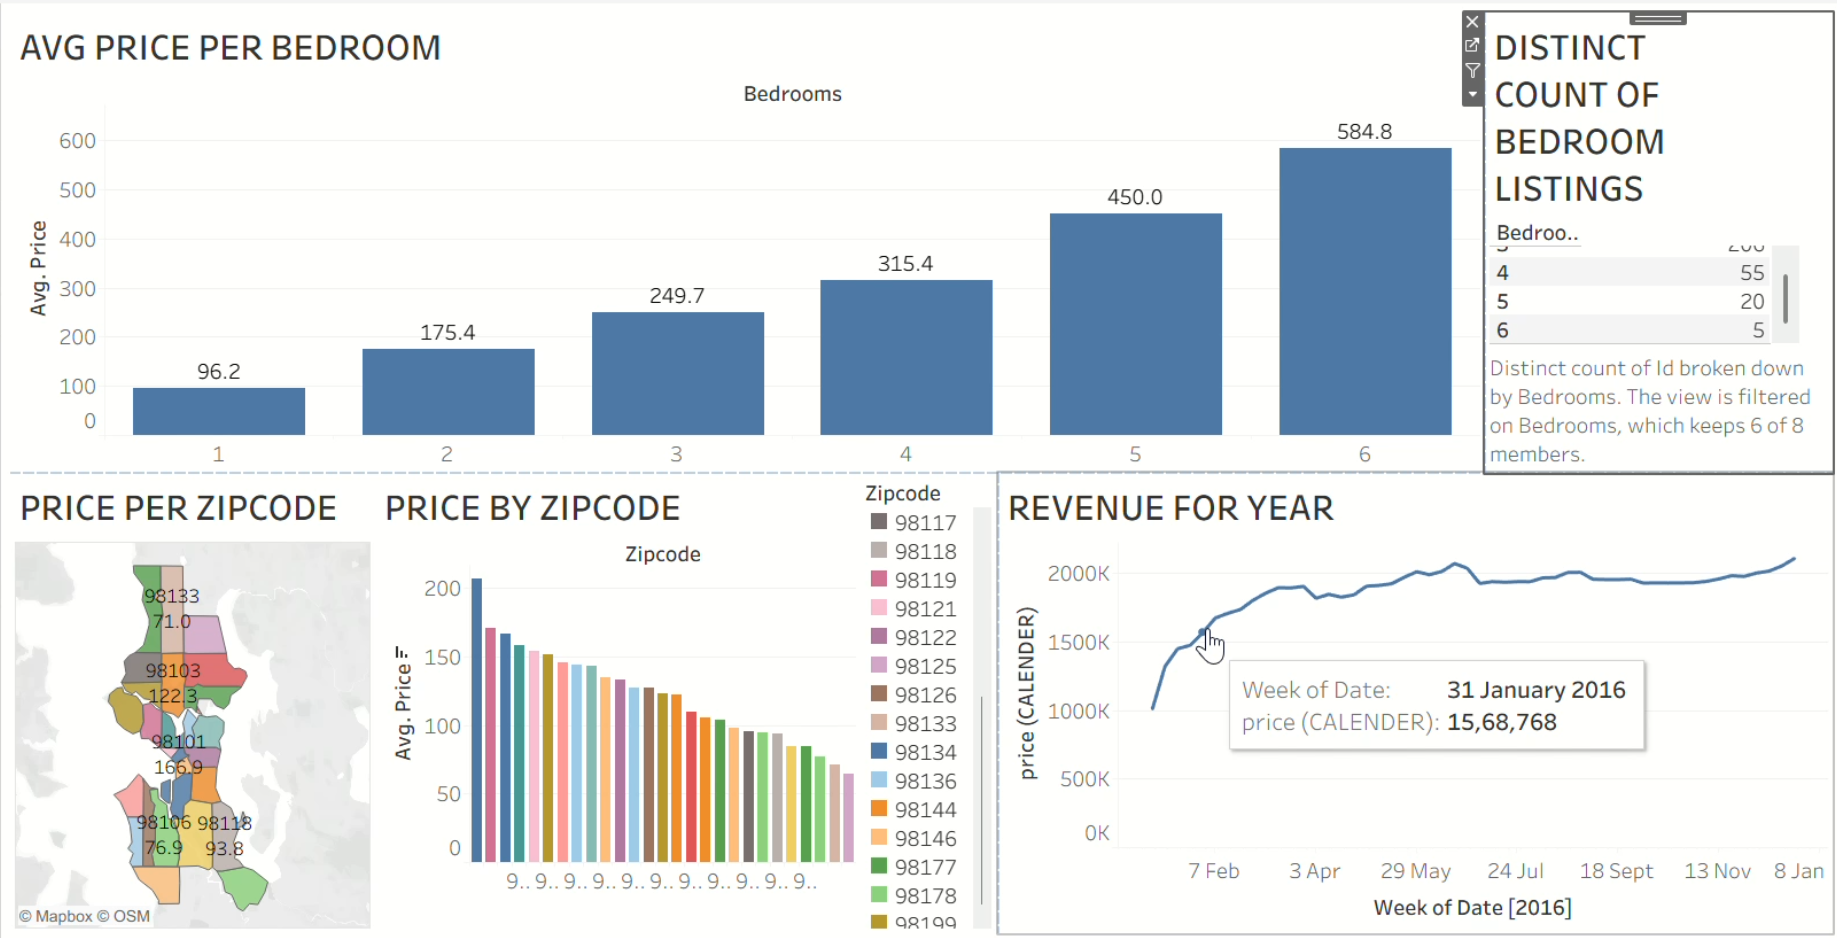 AVG PRICE PER BEDROOM
Bedrooms
Avg. Price
600
500
400
300
200
100
0
96.2
175.4
249.7
315.4
450.0
584.8
1
2
3
4
5
6
DISTINCT
COUNT OF
BEDROOM
LISTINGS
Bedroo..
4 55
5 20
6 5
Distinct count of Id broken down
by Bedrooms. The view is filtered
on Bedrooms, which keeps 6 of 8
members.
PRICE PER ZIPCODE
98133
71.0
98103
122.3
98101
166.9
98106
76.9
98118
93.8
© Mapbox © OSM
PRICE BY ZIPCODE
Zipcode
Avg. Price
200
150
100
50
0
9.. 9.. 9.. 9.. 9.. 9.. 9.. 9.. 9.. 9.. 9..
Zipcode
98117
98118
98119
98121
98122
98125
98126
98133
98134
98136
98144
98146
98177
98178
98199
REVENUE FOR YEAR
price (CALENDER)
2000K
1500K
1000K
500K
0K
Week of Date: 31 January 2016
price (CALENDER): 15,68,768
7 Feb
3 Apr
29 May
24 Jul
18 Sept
13 Nov
8 Jan
Week of Date [2016]